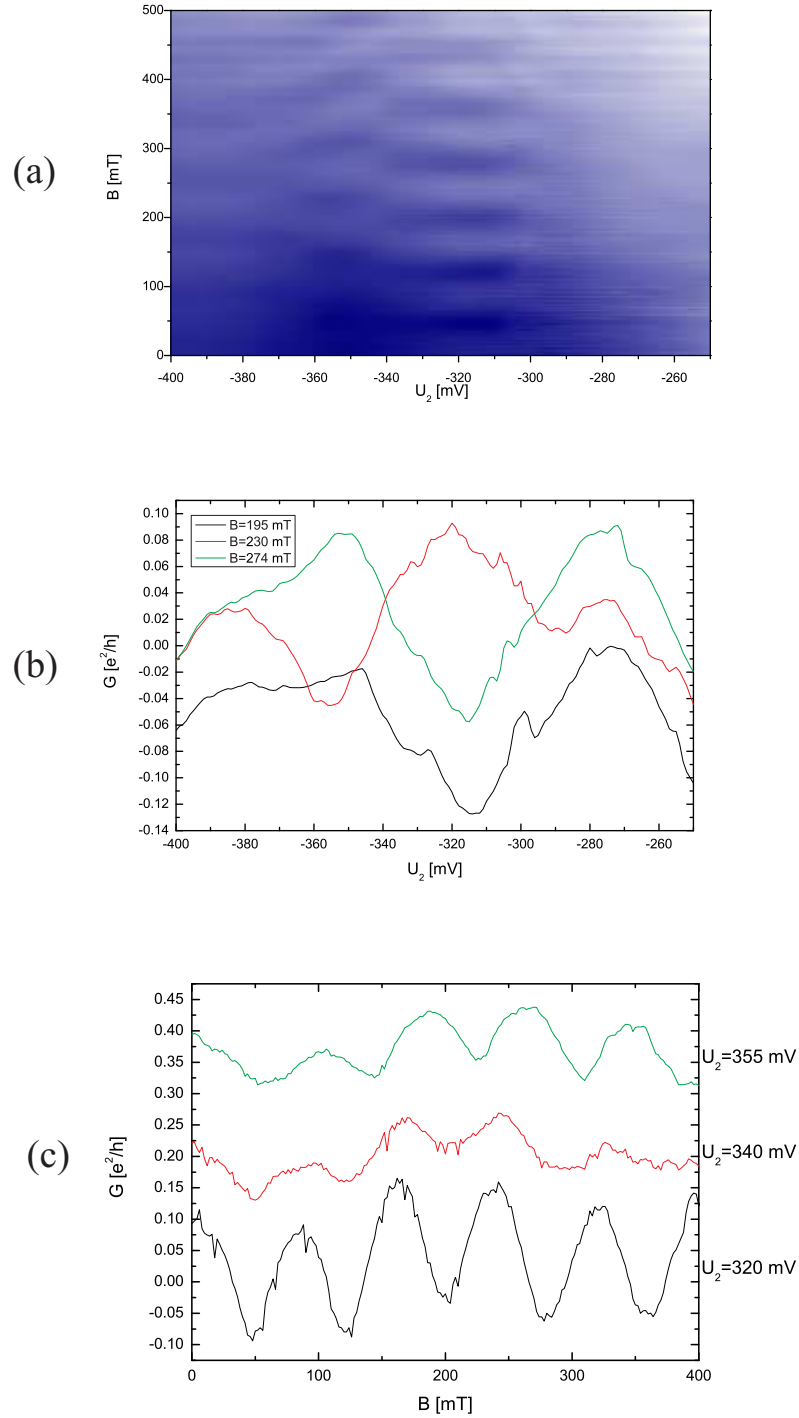 (a)
B [mT]
500
400
300
200
100
0
-400 -380 -360 -340 -320 -300 -280 -260
U2 [mV]
(b)
G [e²/h]
0.10
0.08
0.06
0.04
0.02
0.00
-0.02
-0.04
-0.06
-0.08
-0.10
-0.12
-0.14
B=195 mT
B=230 mT
B=274 mT
-400 -380 -360 -340 -320 -300 -280 -260
U2 [mV]
(c)
G [e²/h]
0.45
0.40
0.35
0.30
0.25
0.20
0.15
0.10
0.05
0.00
-0.05
-0.10
U2=355 mV
U2=340 mV
U2=320 mV
0 100 200 300 400
B [mT]